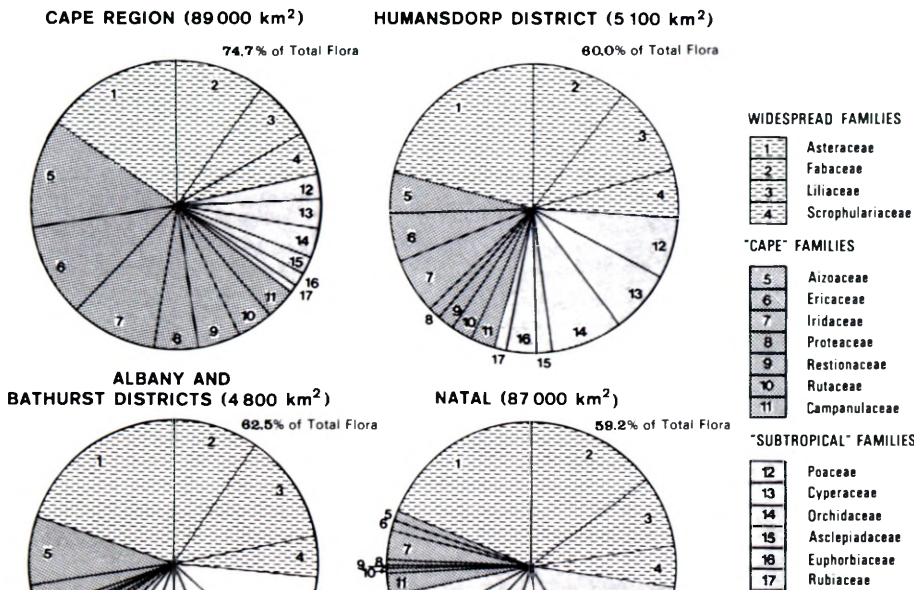 CAPE REGION (89 000 km²)
74.7% of Total Flora
1
2
3
4
5
6
7
8
9
10
11
12
13
14
15
16
17
HUMANSDORP DISTRICT (5 100 km²)
60.0% of Total Flora
1
2
3
4
5
6
7
8
9
10
11
12
13
14
15
16
17
ALBANY AND
BATHURST DISTRICTS (4 800 km²)
62.5% of Total Flora
1
2
3
4
5
NATAL (87 000 km²)
59.2% of Total Flora
1
2
3
4
5
6
7
8
9
10
11
WIDESPREAD FAMILIES
1 Asteraceae
2 Fabaceae
3 Liliaceae
4 Scrophulariaceae
"CAPE" FAMILIES
5 Aizoaceae
6 Ericaceae
7 Iridaceae
8 Proteaceae
9 Restionaceae
10 Rutaceae
11 Campanulaceae
"SUBTROPICAL" FAMILIES
12 Poaceae
13 Cyperaceae
14 Orchidaceae
15 Asclepiadaceae
16 Euphorbiaceae
17 Rubiaceae